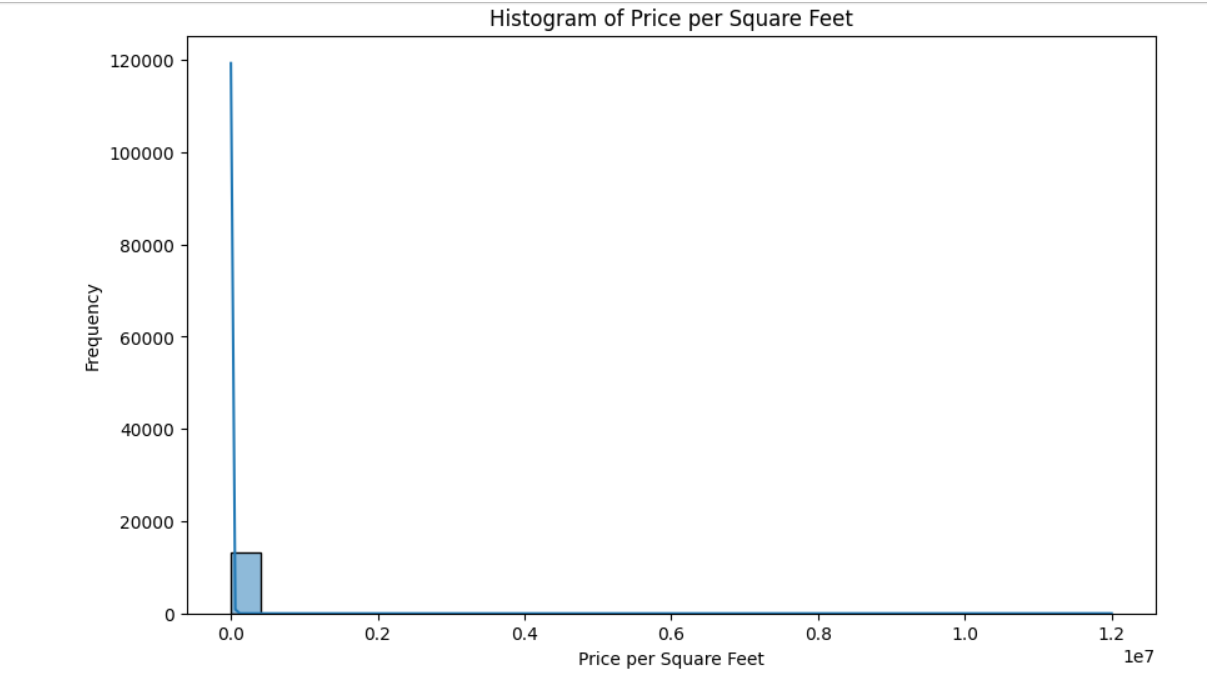 Histogram of Price per Square Feet
120000
100000
80000
60000
40000
20000
0
Frequency
0.0 0.2 0.4 0.6 0.8 1.0 1.2
1e7
Price per Square Feet